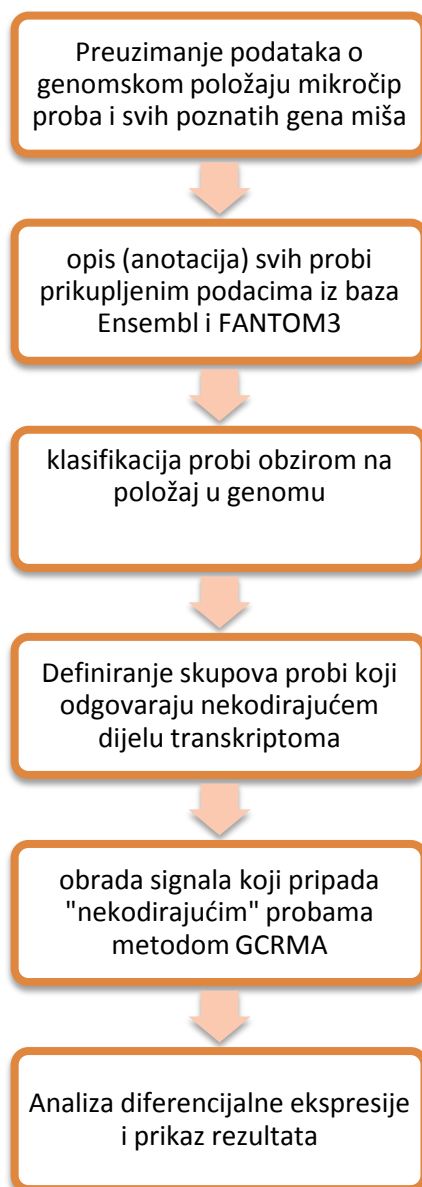 Preuzimanje podataka o
genomskom položaju mikročip
proba i svih poznatih gena miša
opis (anotacija) svih probi
prikupljenim podacima iz baza
Ensembl i FANTOM3
klasifikacija probi obzirom na
položaj u genomu
Definiranje skupova probi koji
odgovaraju nekodirajućem
dijelu transkriptoma
obrada signala koji pripada
"nekodirajućim" probama
metodom GCRMA
Analiza diferencijalne ekspresije
i prikaz rezultata